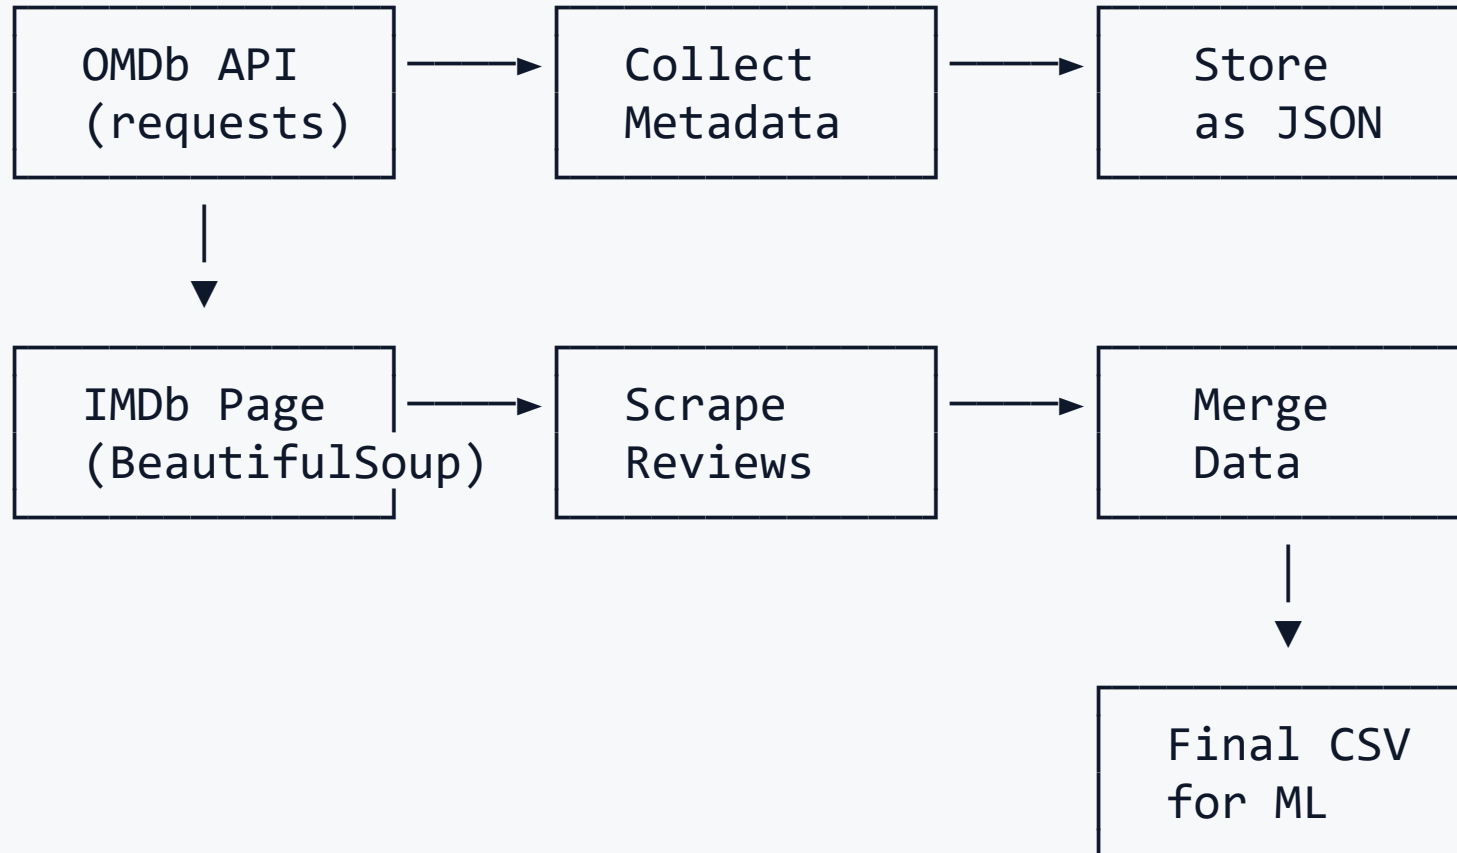 OMDb API
(requests)
Collect
Metadata
Store
as JSON
IMDb Page
(BeautifulSoup)
Scrape
Reviews
Merge
Data
Final CSV
for ML